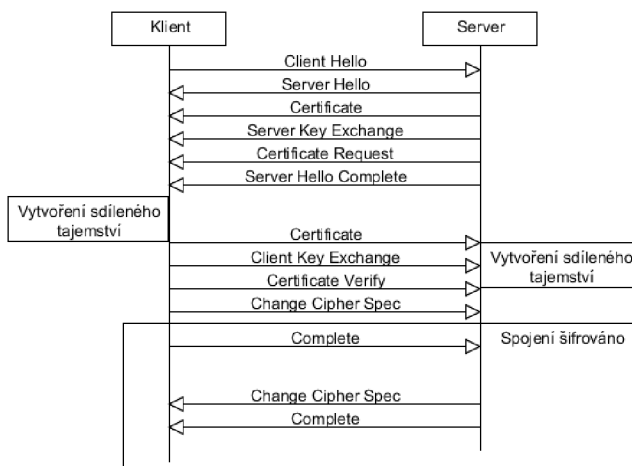 Klient
Server
Client Hello
Server Hello
Certificate
Server Key Exchange
Certificate Request
Server Hello Complete
Vytvoření sdíleného
tajemství
Certificate
Client Key Exchange
Vytvoření sdíleného
tajemství
Certificate Verify
Change Cipher Spec
Complete
Spojení šifrováno
Change Cipher Spec
Complete